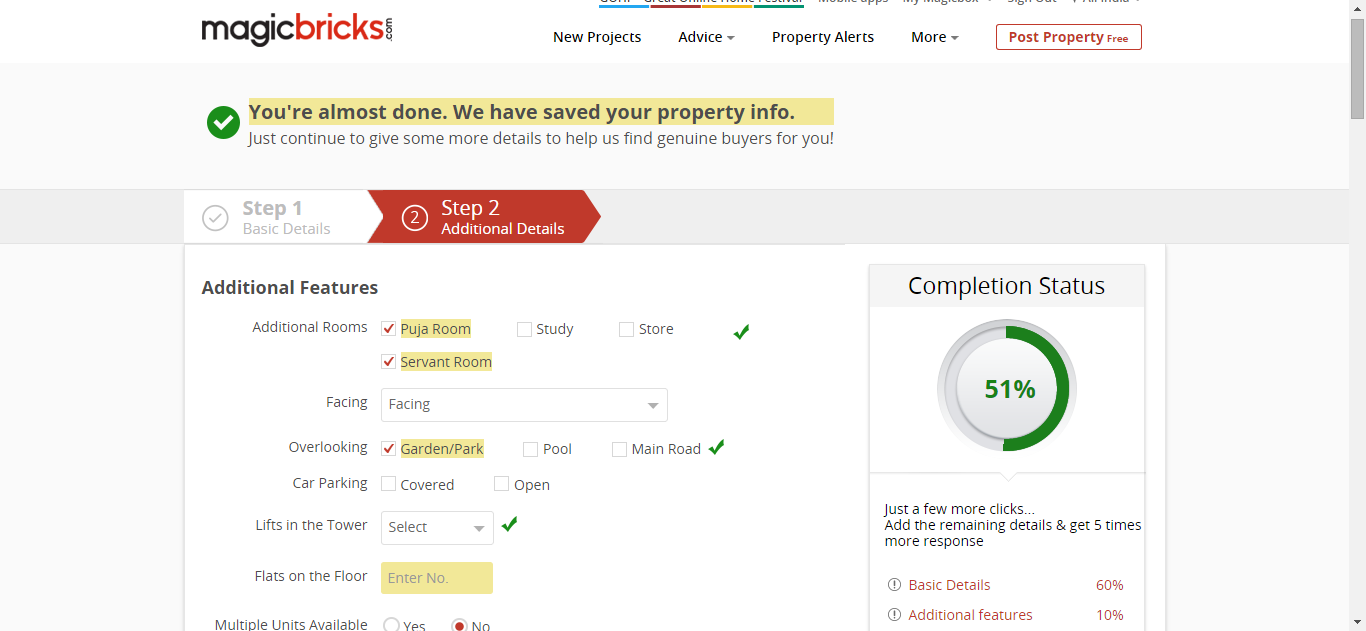 GOHF Great Online Home Festival Mobile apps My Magicbox Sign Out All India
magicbricks.com
New Projects Advice Property Alerts More Post Property Free
You're almost done. We have saved your property info.
Just continue to give some more details to help us find genuine buyers for you!
Step 1
Basic Details
2 Step 2
Additional Details
Additional Features
Additional Rooms Puja Room Study Store
Servant Room
Facing Facing
Overlooking Garden/Park Pool Main Road
Car Parking Covered Open
Lifts in the Tower Select
Flats on the Floor Enter No.
Multiple Units Available Yes No
Completion Status
51%
Just a few more clicks...
Add the remaining details & get 5 times
more response
Basic Details 60%
Additional features 10%